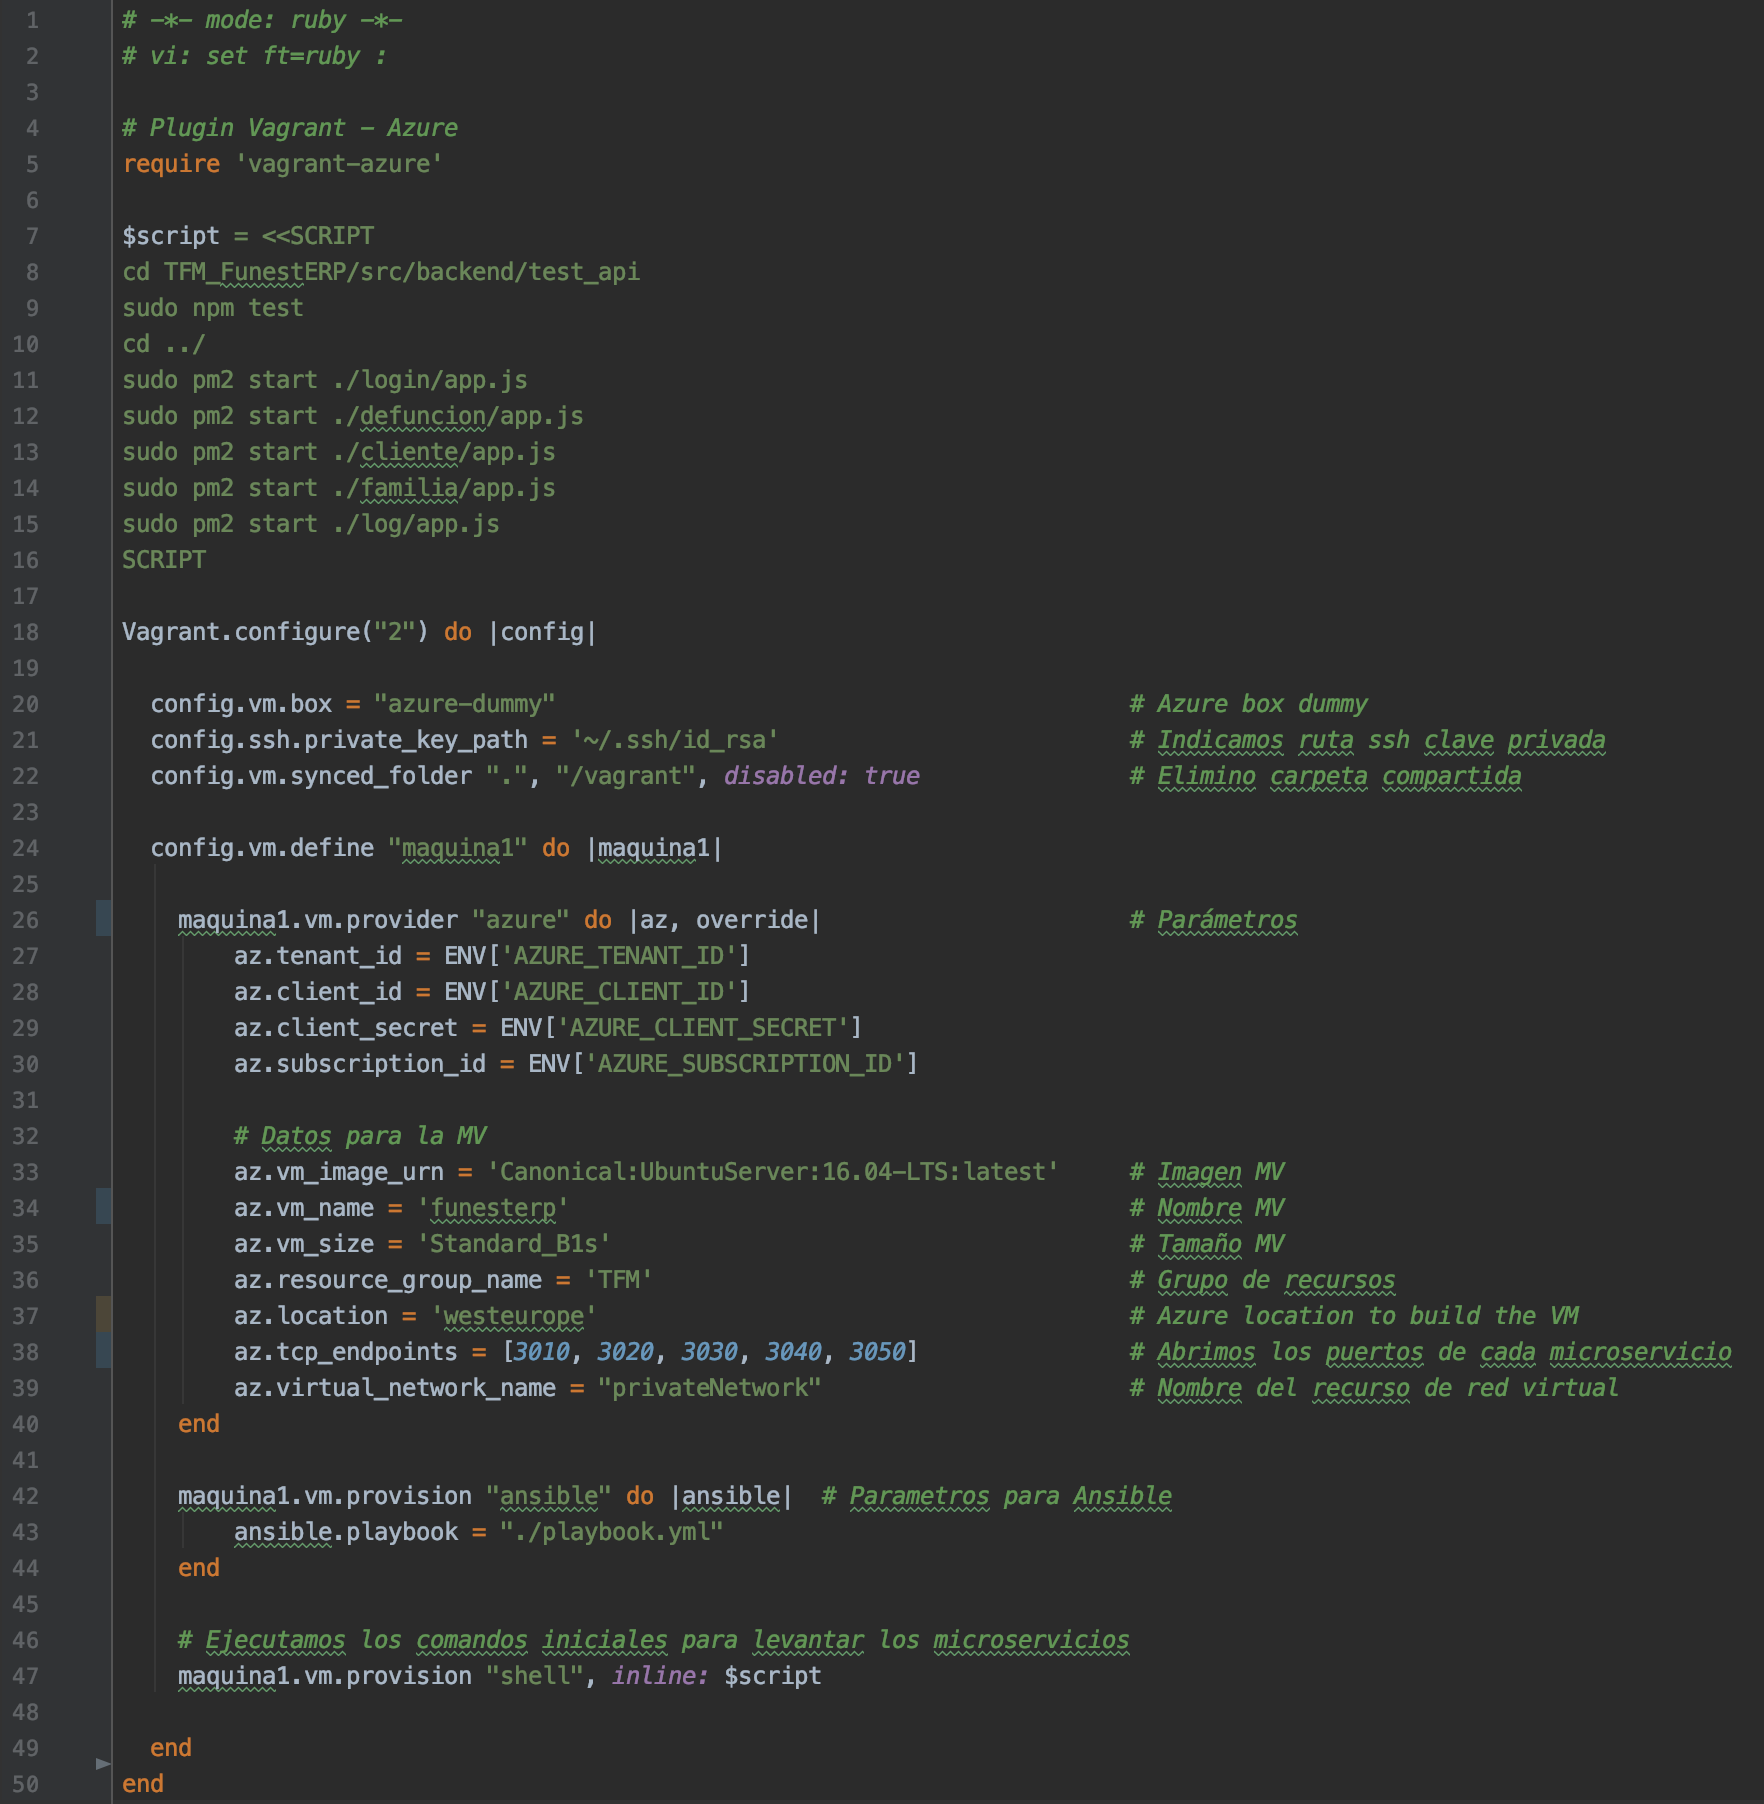 1 # -*- mode: ruby -*-
2 # vi: set ft=ruby :
3
4 # Plugin Vagrant - Azure
5 require 'vagrant-azure'
6
7 $script = <<SCRIPT
8 cd TFM_FunestERP/src/backend/test_api
9 sudo npm test
10 cd ../
11 sudo pm2 start ./login/app.js
12 sudo pm2 start ./defuncion/app.js
13 sudo pm2 start ./cliente/app.js
14 sudo pm2 start ./familia/app.js
15 sudo pm2 start ./log/app.js
16 SCRIPT
17
18 Vagrant.configure("2") do |config|
19
20   config.vm.box = "azure-dummy" # Azure box dummy
21   config.ssh.private_key_path = '~/.ssh/id_rsa' # Indicamos ruta ssh clave privada
22   config.vm.synced_folder ".", "/vagrant", disabled: true # Elimino carpeta compartida
23
24   config.vm.define "maquina1" do |maquina1|
25
26     maquina1.vm.provider "azure" do |az, override| # Parámetros
27         az.tenant_id = ENV['AZURE_TENANT_ID']
28         az.client_id = ENV['AZURE_CLIENT_ID']
29         az.client_secret = ENV['AZURE_CLIENT_SECRET']
30         az.subscription_id = ENV['AZURE_SUBSCRIPTION_ID']
31
32         # Datos para la MV
33         az.vm_image_urn = 'Canonical:UbuntuServer:16.04-LTS:latest' # Imagen MV
34         az.vm_name = 'funesterp' # Nombre MV
35         az.vm_size = 'Standard_B1s' # Tamaño MV
36         az.resource_group_name = 'TFM' # Grupo de recursos
37         az.location = 'westeurope' # Azure location to build the VM
38         az.tcp_endpoints = [3010, 3020, 3030, 3040, 3050] # Abrimos los puertos de cada microservicio
39         az.virtual_network_name = "privateNetwork" # Nombre del recurso de red virtual
40     end
41
42     maquina1.vm.provision "ansible" do |ansible| # Parametros para Ansible
43         ansible.playbook = "./playbook.yml"
44     end
45
46     # Ejecutamos los comandos iniciales para levantar los microservicios
47     maquina1.vm.provision "shell", inline: $script
48
49   end
50 end